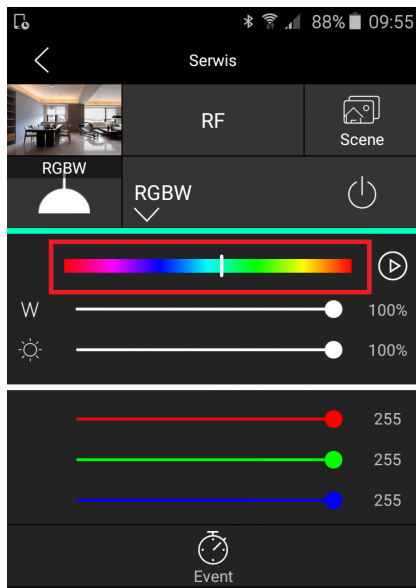 88% 09:55
Serwis
RF
Scene
RGBW
RGBW
W 100%
100%
255
255
255
Event